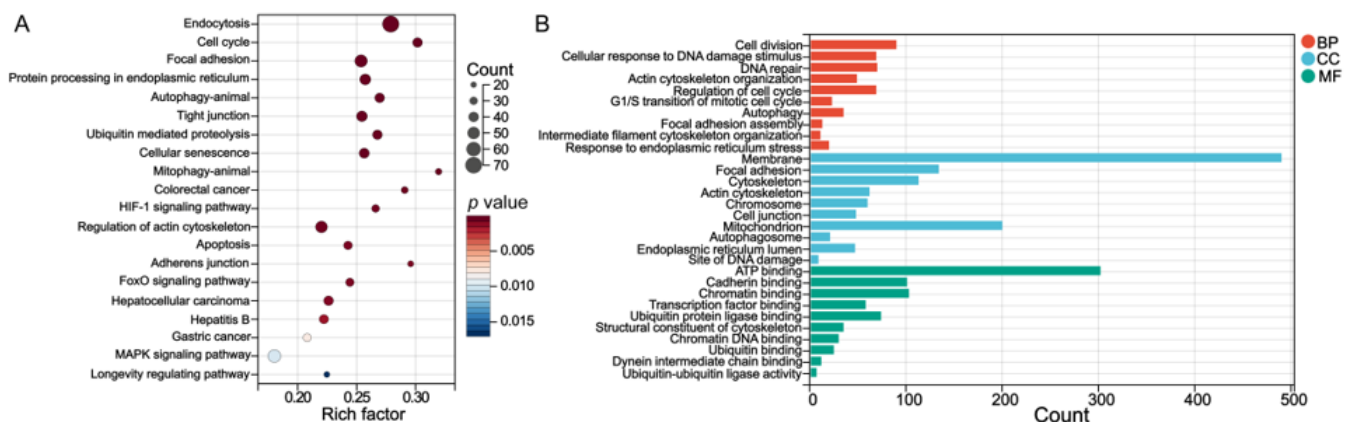 A
Endocytosis
Cell cycle
Focal adhesion
Protein processing in endoplasmic reticulum
Autophagy-animal
Tight junction
Ubiquitin mediated proteolysis
Cellular senescence
Mitophagy-animal
Colorectal cancer
HIF-1 signaling pathway
Regulation of actin cytoskeleton
Apoptosis
Adherens junction
FoxO signaling pathway
Hepatocellular carcinoma
Hepatitis B
Gastric cancer
MAPK signaling pathway
Longevity regulating pathway
0.20 0.25 0.30
Rich factor
Count
20
30
40
50
60
70
p value
0.005
0.010
0.015
B
Cell division
Cellular response to DNA damage stimulus
DNA repair
Actin cytoskeleton organization
Regulation of cell cycle
G1/S transition of mitotic cell cycle
Autophagy
Focal adhesion assembly
Intermediate filament cytoskeleton organization
Response to endoplasmic reticulum stress
Membrane
Focal adhesion
Cytoskeleton
Actin cytoskeleton
Chromosome
Cell junction
Mitochondrion
Autophagosome
Endoplasmic reticulum lumen
Site of DNA damage
ATP binding
Cadherin binding
Chromatin binding
Transcription factor binding
Ubiquitin protein ligase binding
Structural constituent of cytoskeleton
Chromatin DNA binding
Ubiquitin binding
Dynein intermediate chain binding
Ubiquitin-ubiquitin ligase activity
0 100 200 300 400 500
Count
BP
CC
MF